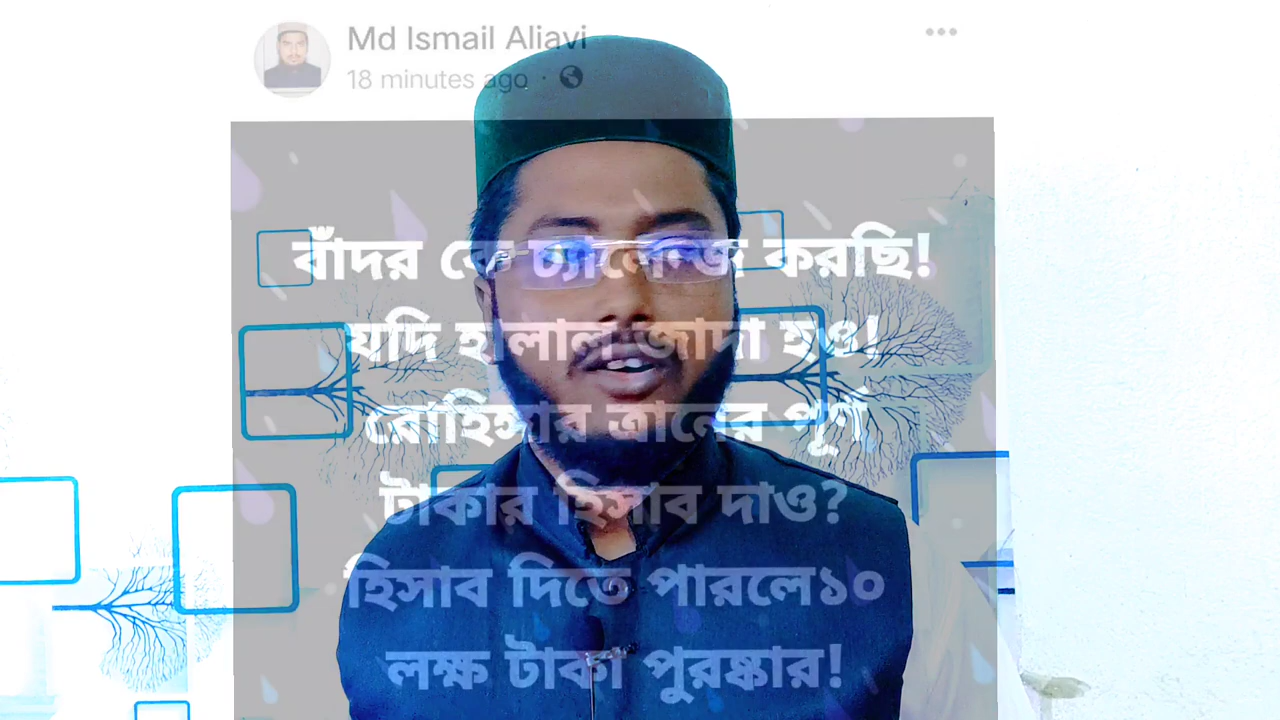 Md Ismail Aliavi
18 minutes ago ·
বাঁদর কে চ্যালেন্জ করছি!
যদি হালাল জাদা হও!
রোহিঙ্গার ত্রানের পূর্ণ
টাকার হিসাব দাও?
হিসাব দিতে পারলে১০
লক্ষ টাকা পুরষ্কার!